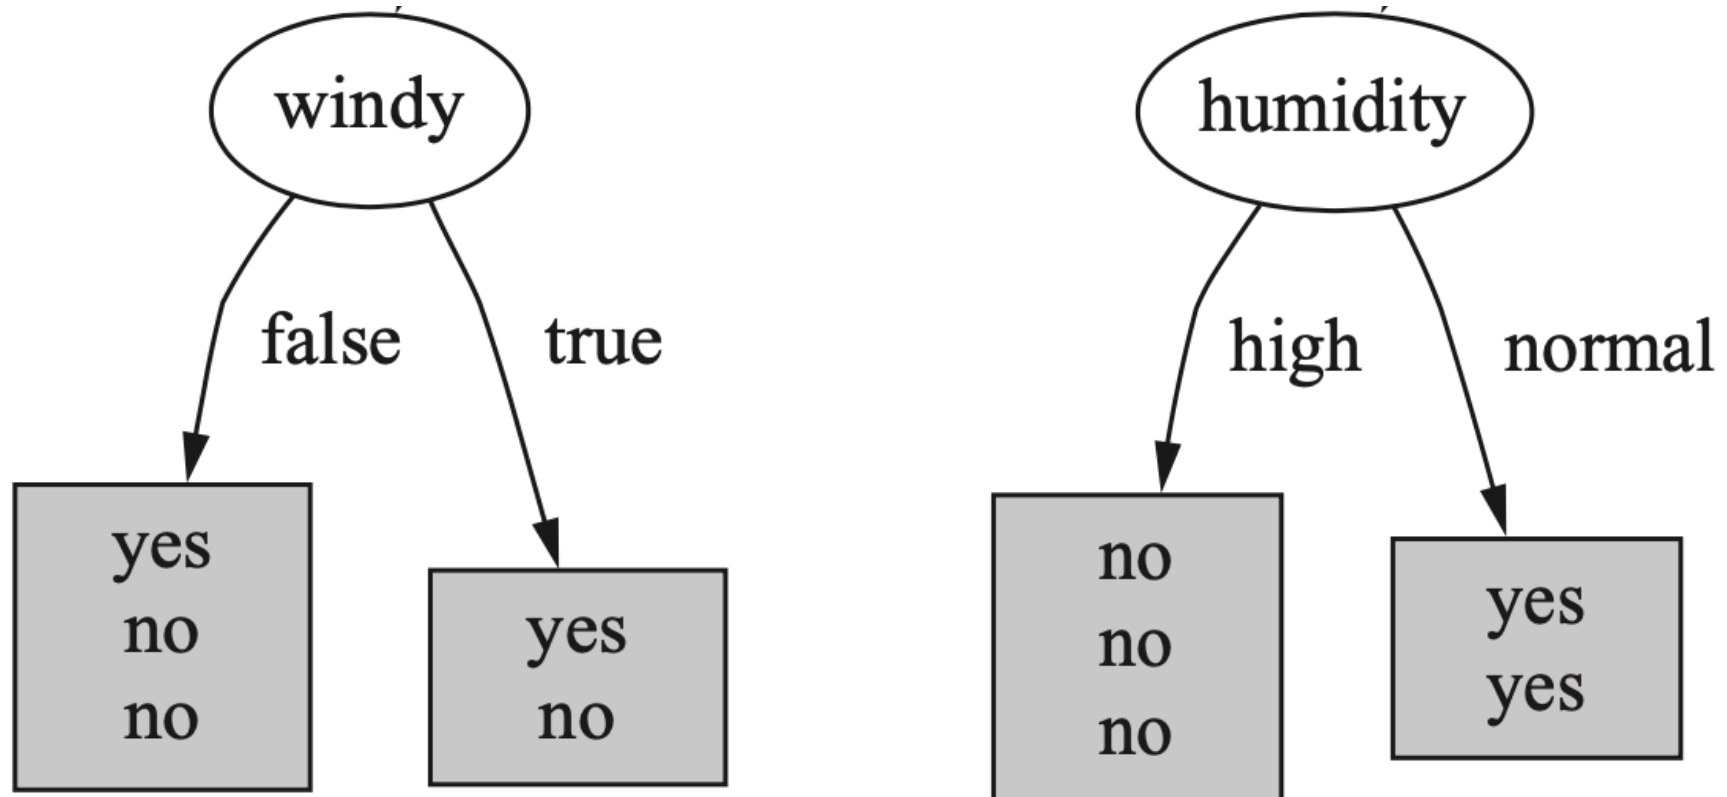 windy
false
true
yes
no
no
yes
no
humidity
high
normal
no
no
no
yes
yes